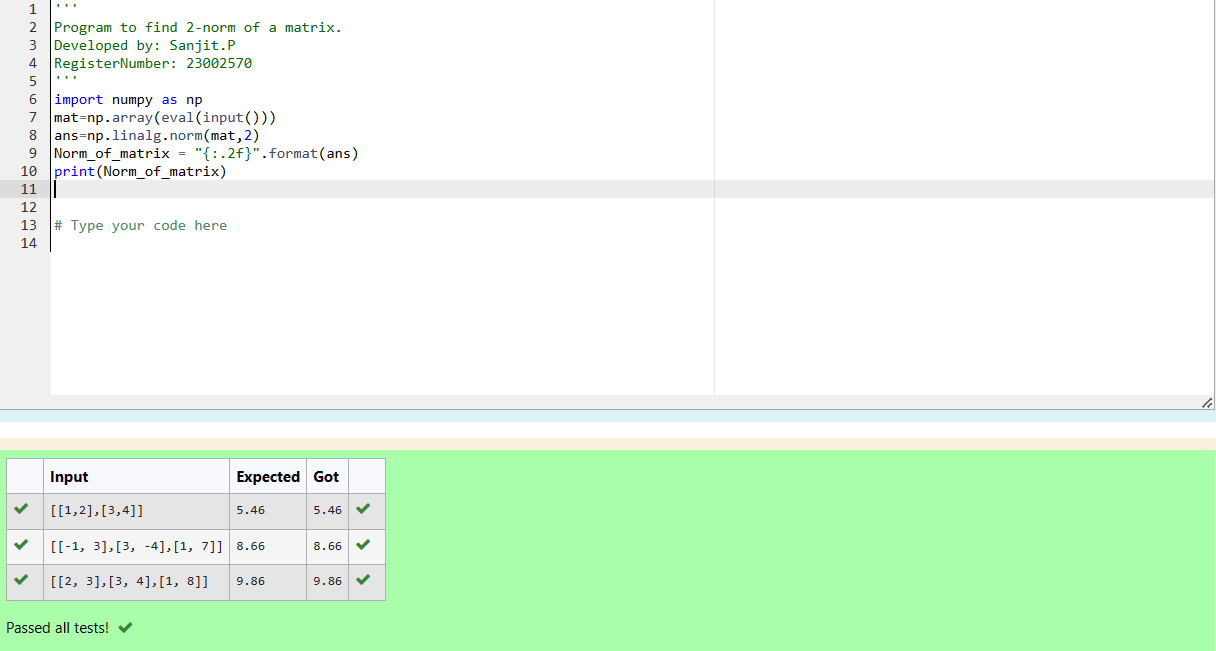 1 '''
2 Program to find 2-norm of a matrix.
3 Developed by: Sanjit.P
4 RegisterNumber: 23002570
5 '''
6 import numpy as np
7 mat=np.array(eval(input()))
8 ans=np.linalg.norm(mat,2)
9 Norm_of_matrix = "{:.2f}".format(ans)
10 print(Norm_of_matrix)
11
12
13 # Type your code here
14
Input Expected Got
[[1,2],[3,4]] 5.46 5.46
[[-1, 3],[3, -4],[1, 7]] 8.66 8.66
[[2, 3],[3, 4],[1, 8]] 9.86 9.86
Passed all tests!